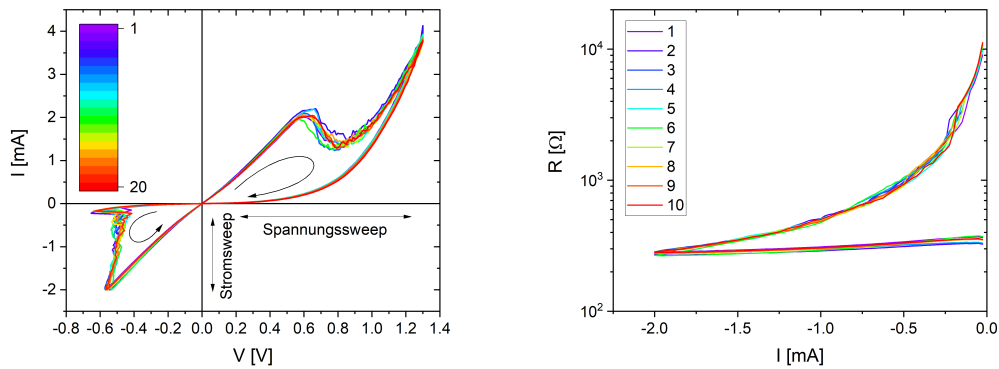 4
3
2
1
0
-1
-2
I [mA]
1
20
Stromsweep
Spannungssweep
-0.8 -0.6 -0.4 -0.2 0.0 0.2 0.4 0.6 0.8 1.0 1.2 1.4
V [V]
10⁴
10³
10²
R [Ω]
1
2
3
4
5
6
7
8
9
10
-2.0 -1.5 -1.0 -0.5 0.0
I [mA]